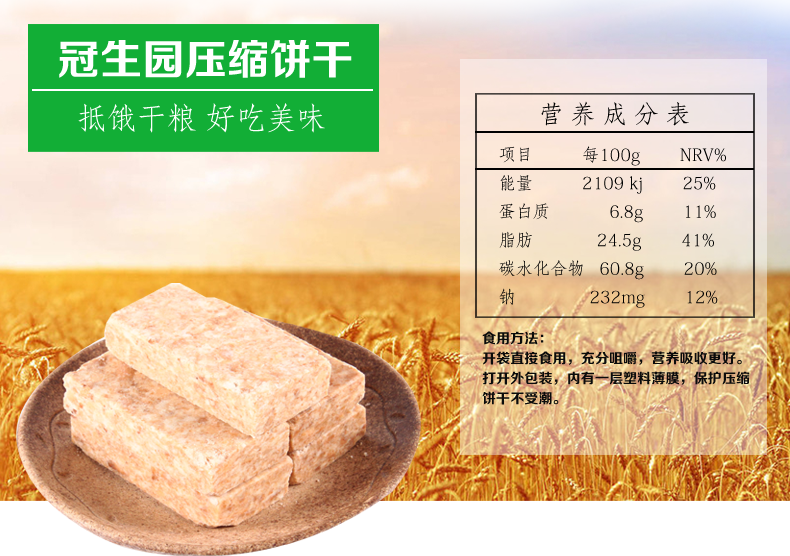 冠生园压缩饼干
抵饿干粮 好吃美味
营养成分表
项目 每100g NRV%
能量 2109 kj 25%
蛋白质 6.8g 11%
脂肪 24.5g 41%
碳水化合物 60.8g 20%
钠 232mg 12%
食用方法：
开袋直接食用，充分咀嚼，营养吸收更好。
打开外包装，内有一层塑料薄膜，保护压缩
饼干不受潮。